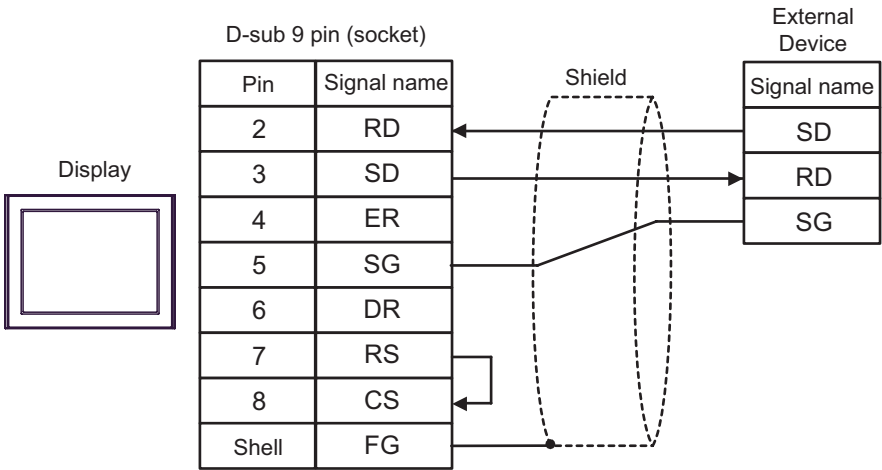 External
Device
D-sub 9 pin (socket)
Pin Signal name
Shield
Signal name
2 RD
SD
Display
3 SD
RD
4 ER
SG
5 SG
6 DR
7 RS
8 CS
Shell FG